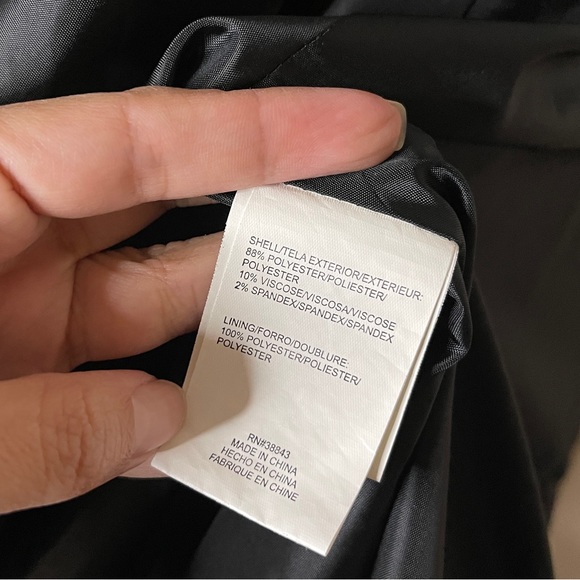 SHELL/TELA EXTERIOR/EXTERIEUR:
88% POLYESTER/POLIESTER/
POLYESTER
10% VISCOSE/VISCOSA/VISCOSE
2% SPANDEX/SPANDEX/SPANDEX
LINING/FORRO/DOUBLURE:
100% POLYESTER/POLIESTER/
POLYESTER
RN#38843
MADE IN CHINA
HECHO EN CHINA
FABRIQUE EN CHINE